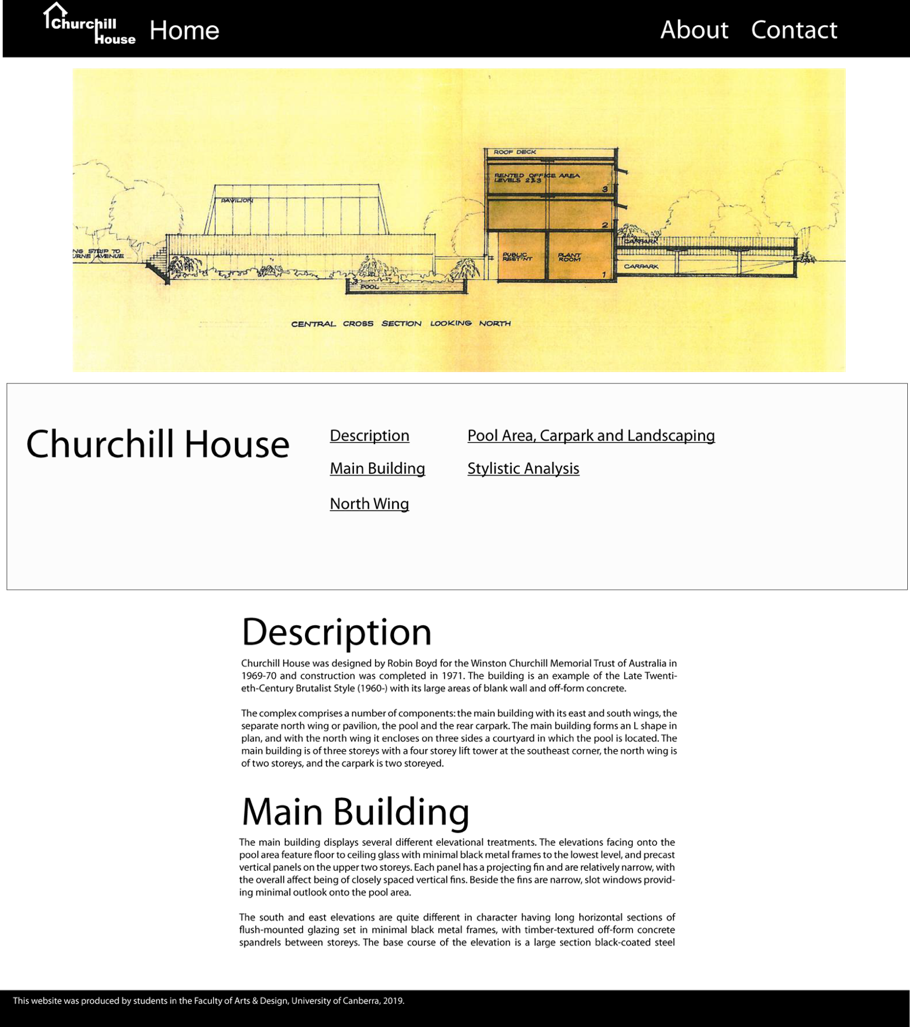 Churchill
House
Home
About Contact
ROOF DECK
RENTED OFFICE AREA
LEVELS 2&3
3
PAVILION
2
CARPARK
PUBLIC
PLANT
ROOM
CARPARK
1
POOL
CENTRAL CROSS SECTION LOOKING NORTH
Churchill House
Description
Pool Area, Carpark and Landscaping
Main Building
Stylistic Analysis
North Wing
Description
Churchill House was designed by Robin Boyd for the Winston Churchill Memorial Trust of Australia in
1969-70 and construction was completed in 1971. The building is an example of the Late Twenti-
eth-Century Brutalist Style (1960-) with its large areas of blank wall and off-form concrete.
The complex comprises a number of components: the main building with its east and south wings, the
separate north wing or pavilion, the pool and the rear carpark. The main building forms an L shape in
plan, and with the north wing it encloses on three sides a courtyard in which the pool is located. The
main building is of three storeys with a four storey lift tower at the southeast corner, the north wing is
of two storeys, and the carpark is two storeyed.
Main Building
The main building displays several different elevational treatments. The elevations facing onto the
pool area feature floor to ceiling glass with minimal black metal frames to the lowest level, and precast
vertical panels on the upper two storeys. Each panel has a projecting fin and are relatively narrow, with
the overall affect being of closely spaced vertical fins. Beside the fins are narrow, slot windows provid-
ing minimal outlook onto the pool area.
The south and east elevations are quite different in character having long horizontal sections of
flush-mounted glazing set in minimal black metal frames, with timber-textured off-form concrete
spandrels between storeys. The base course of the elevation is a large section black-coated steel
This website was produced by students in the Faculty of Arts & Design, University of Canberra, 2019.